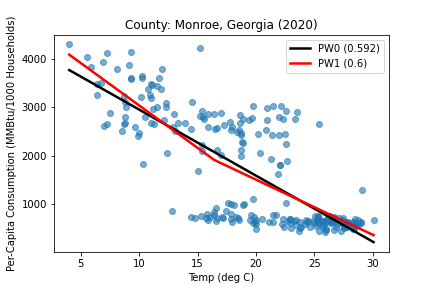 County: Monroe, Georgia (2020)
PW0 (0.592)
PW1 (0.6)
Per-Capita Consumption (MMBtu/1000 Households)
4000
3000
2000
1000
5
10
15
20
25
30
Temp (deg C)